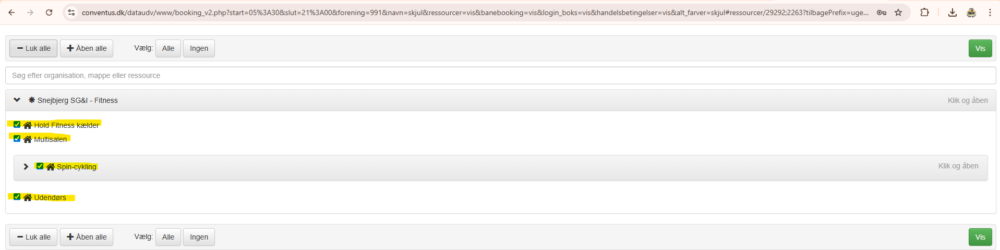 conventus.dk/dataudv/www/booking_v2.php?start=05%3A30&slut=21%3A00&forening=991&navn=skjul&ressourcer=vis&banebooking=vis&login_boks=vis&handelsbetingelser=vis&alt_farver=skjul#ressourcer/29292;2263?tilbagePrefix=uge...
Luk alle Åben alle Vælg: Alle Ingen Vis
Søg efter organisation, mappe eller ressource
Snejbjerg SG&I - Fitness Klik og åben
Hold Fitness kælder
Multisalen
Spin-cykling Klik og åben
Udendørs
Luk alle Åben alle Vælg: Alle Ingen Vis